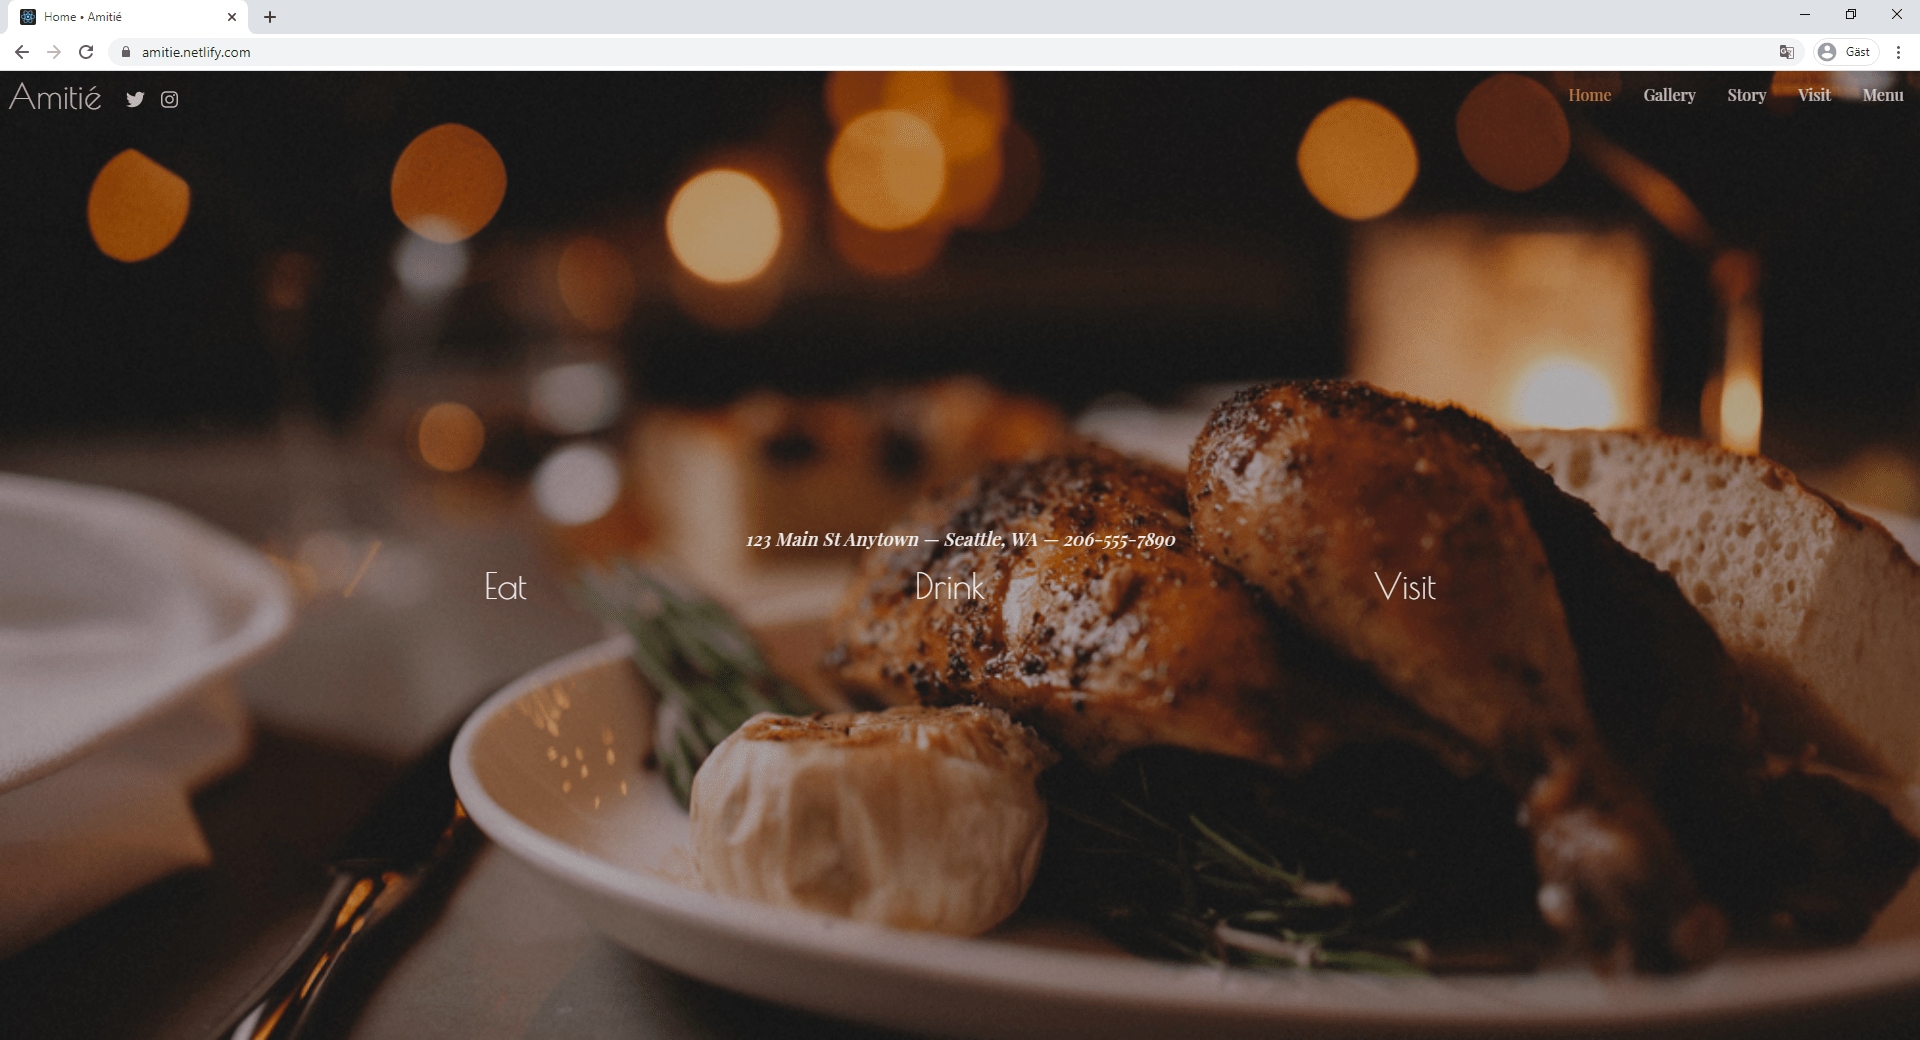 Home • Amitié
amitie.netlify.com
Gäst
Amitié
Home Gallery Story Visit Menu
123 Main St Anytown — Seattle, WA — 206-555-7890
Eat Drink Visit